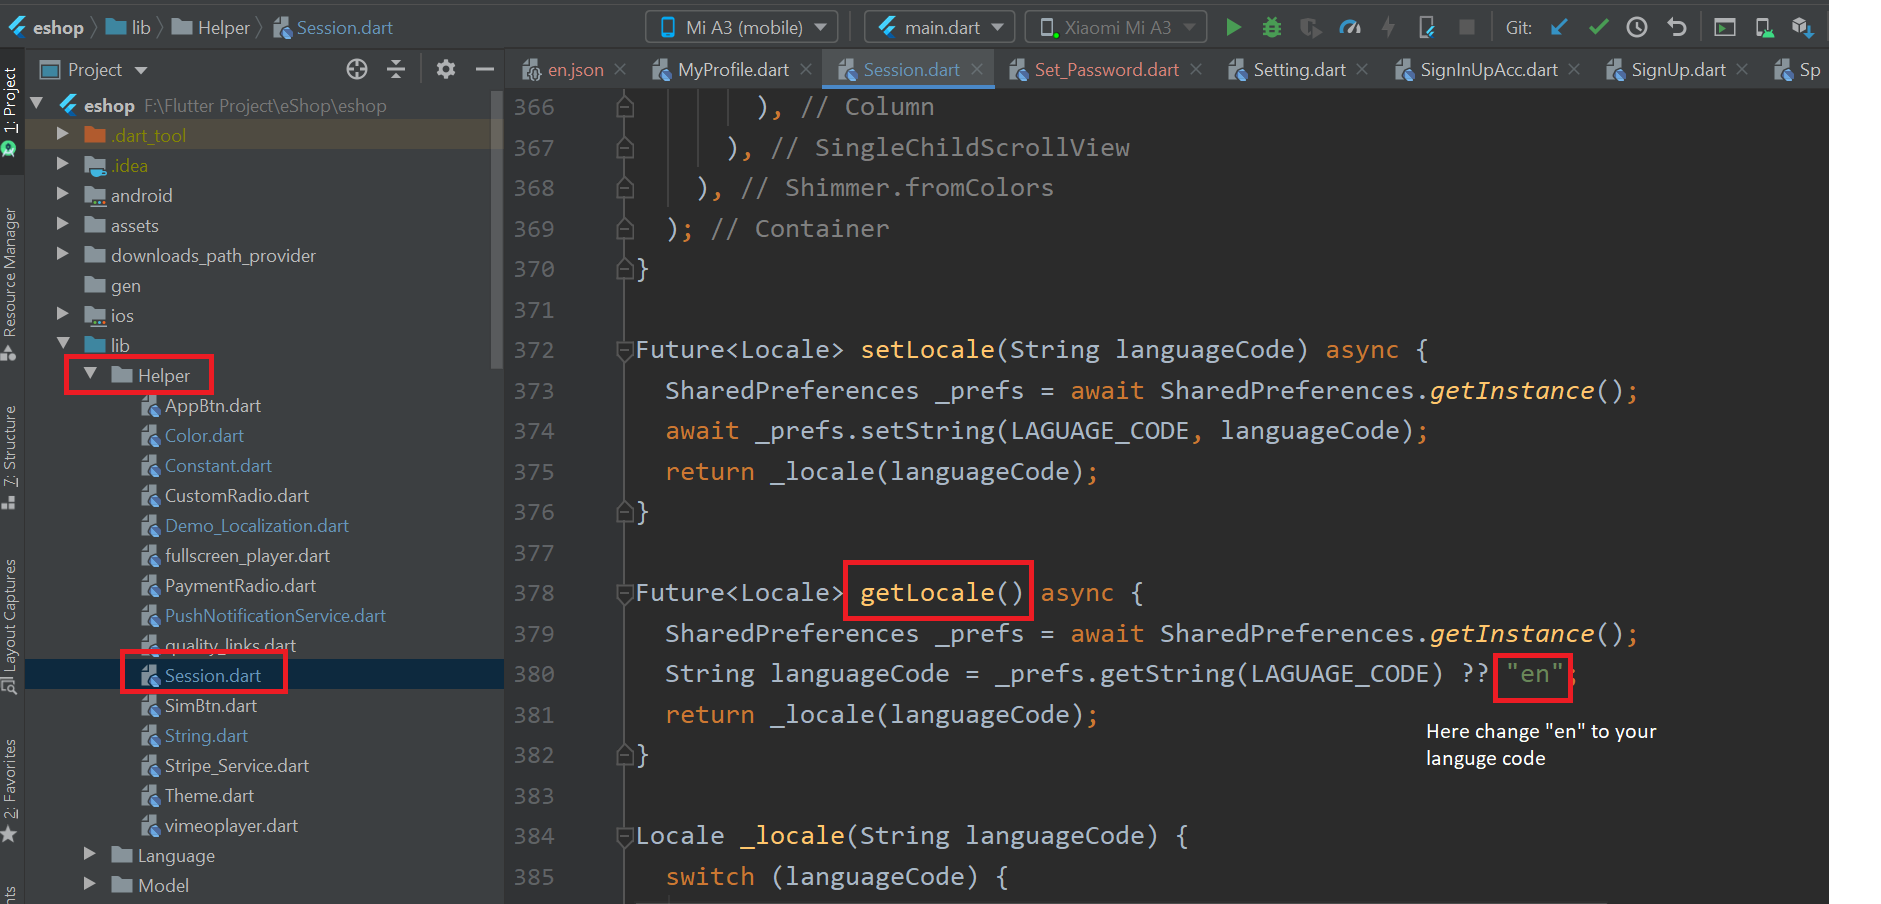 eshop lib Helper Session.dart Mi A3 (mobile) main.dart Xiaomi Mi A3 Git:
Project
en.json MyProfile.dart Session.dart Set_Password.dart Setting.dart SignInUpAcc.dart SignUp.dart Sp
1: Project
Resource Manager
7: Structure
Layout Captures
2: Favorites
nts
eshop F:\Flutter Project\eShop\eshop
.dart_tool
.idea
android
assets
downloads_path_provider
gen
ios
lib
Helper
AppBtn.dart
Color.dart
Constant.dart
CustomRadio.dart
Demo_Localization.dart
fullscreen_player.dart
PaymentRadio.dart
PushNotificationService.dart
quality_links.dart
Session.dart
SimBtn.dart
String.dart
Stripe_Service.dart
Theme.dart
vimeoplayer.dart
Language
Model
366 ), // Column
367 ), // SingleChildScrollView
368 ), // Shimmer.fromColors
369 ); // Container
370 }
371
372 Future<Locale> setLocale(String languageCode) async {
373 SharedPreferences _prefs = await SharedPreferences.getInstance();
374 await _prefs.setString(LAGUAGE_CODE, languageCode);
375 return _locale(languageCode);
376 }
377
378 Future<Locale> getLocale() async {
379 SharedPreferences _prefs = await SharedPreferences.getInstance();
380 String languageCode = _prefs.getString(LAGUAGE_CODE) ?? "en";
381 return _locale(languageCode);
382 }
383
384 Locale _locale(String languageCode) {
385 switch (languageCode) {
Here change "en" to your
languge code